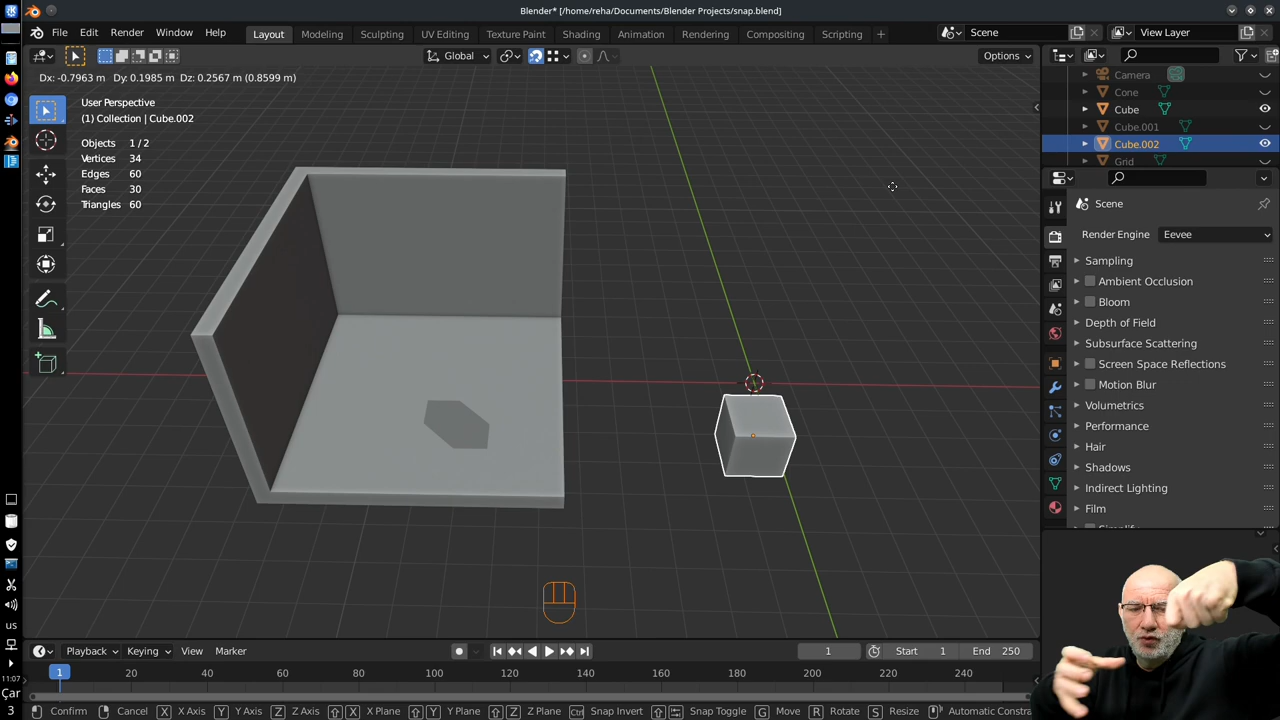 Blender* [/home/reha/Documents/Blender Projects/snap.blend]
File Edit Render Window Help Layout Modeling Sculpting UV Editing Texture Paint Shading Animation Rendering Compositing Scripting + Scene View Layer
Global Options
Dx: -0.7963 m Dy: 0.1985 m Dz: 0.2567 m (0.8599 m)
User Perspective
(1) Collection | Cube.002
Objects 1 / 2
Vertices 34
Edges 60
Faces 30
Triangles 60
Camera
Cone
Cube
Cube.001
Cube.002
Grid
Scene
Render Engine Eevee
Sampling
Ambient Occlusion
Bloom
Depth of Field
Subsurface Scattering
Screen Space Reflections
Motion Blur
Volumetrics
Performance
Hair
Shadows
Indirect Lighting
Film
us
11:07
Çar
3
Playback Keying View Marker 1 Start 1 End 250
1 20 40 60 80 100 120 140 160 180 200 220 240
Confirm Cancel X X Axis Y Y Axis Z Z Axis X X Plane Y Y Plane Z Z Plane Ctrl Snap Invert Snap Toggle G Move R Rotate S Resize Automatic Constra